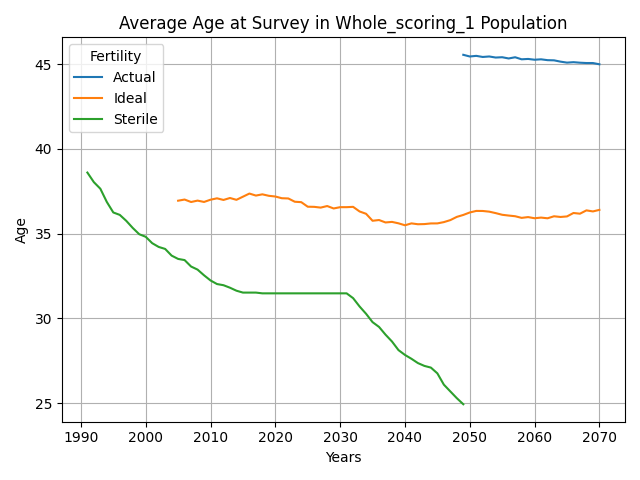 Average Age at Survey in Whole_scoring_1 Population
Fertility
Actual
Ideal
Sterile
Age
45
40
35
30
25
1990 2000 2010 2020 2030 2040 2050 2060 2070
Years